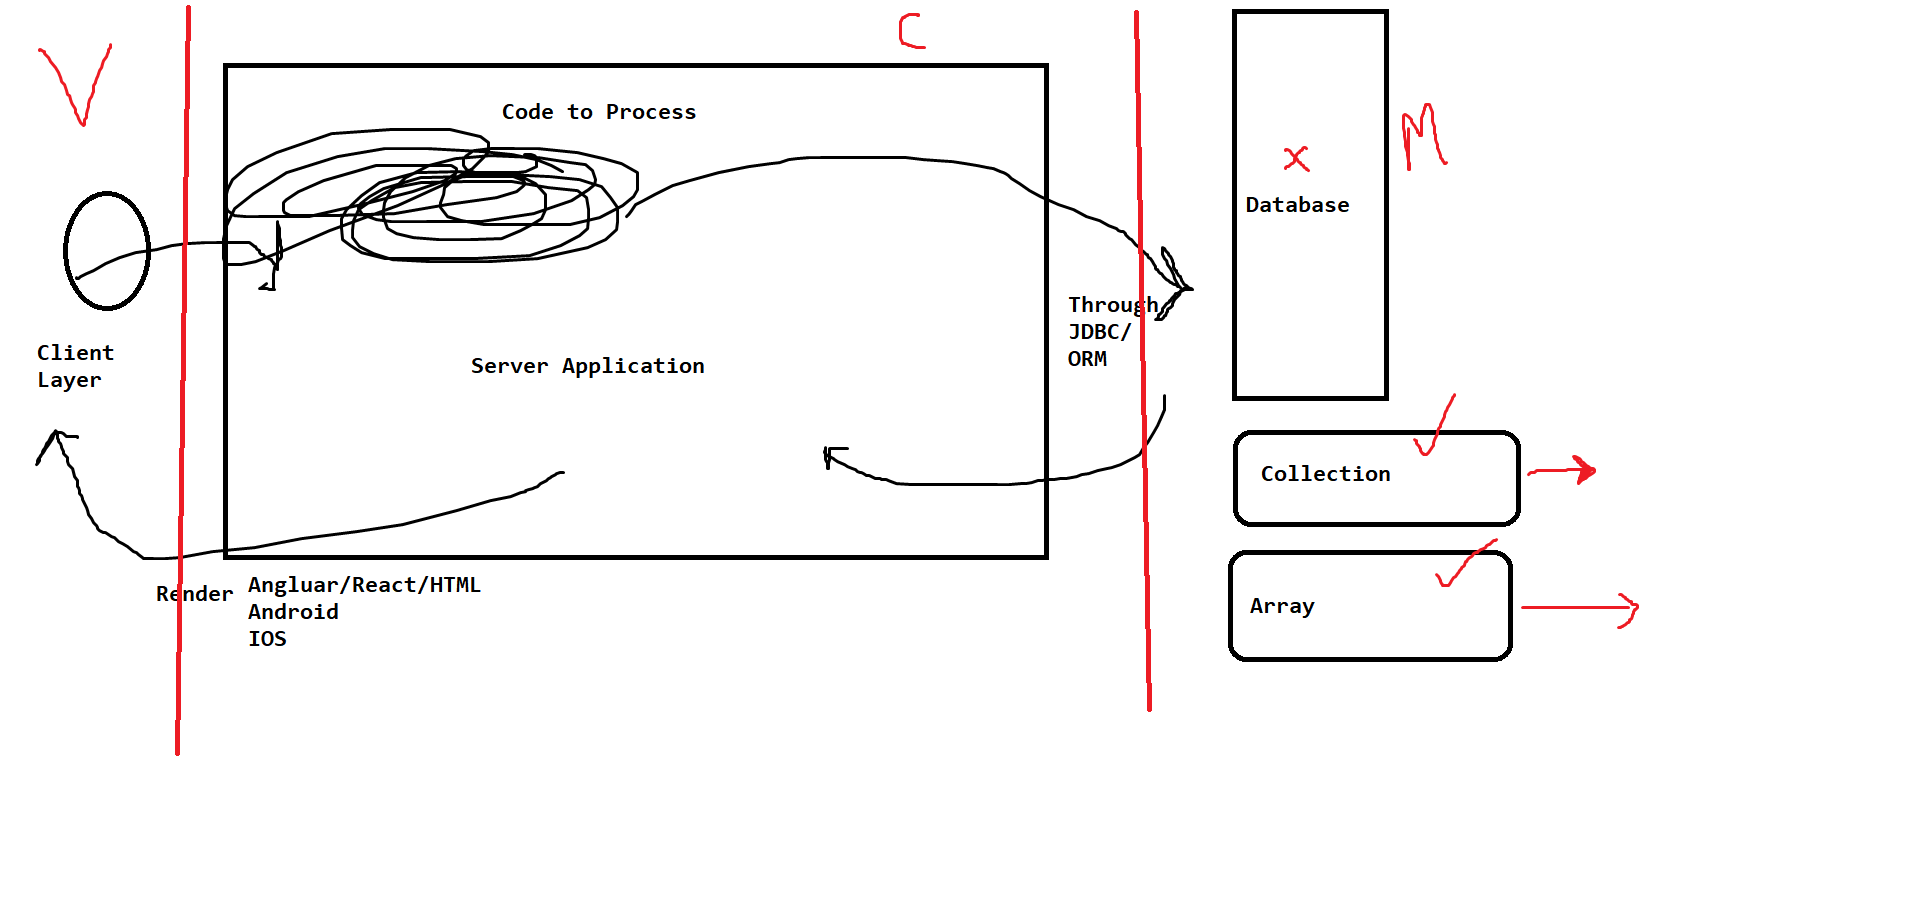 V
C
M
Code to Process
x
Database
Through
JDBC/
ORM
Client
Layer
Server Application
Collection
Array
Render
Angluar/React/HTML
Android
IOS